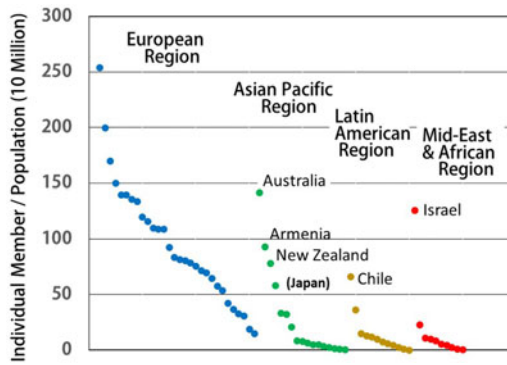 Individual Member / Population (10 Million)
300
250
200
150
100
50
0
European
Region
Asian Pacific
Region
Latin
American
Region
Mid-East
& African
Region
Australia
Armenia
New Zealand
(Japan)
Chile
Israel